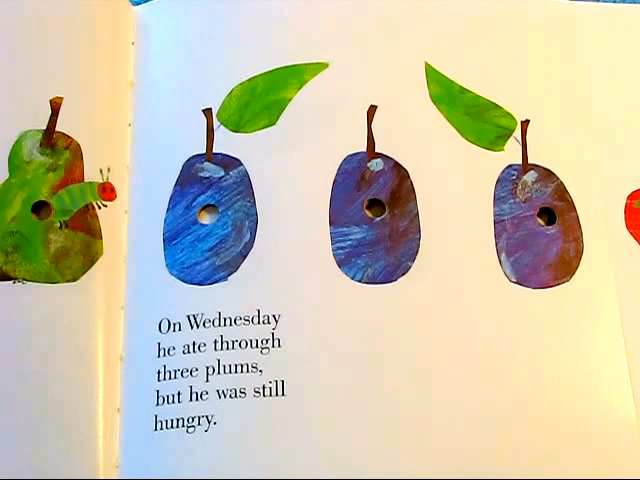 On Wednesday
he ate through
three plums,
but he was still
hungry.